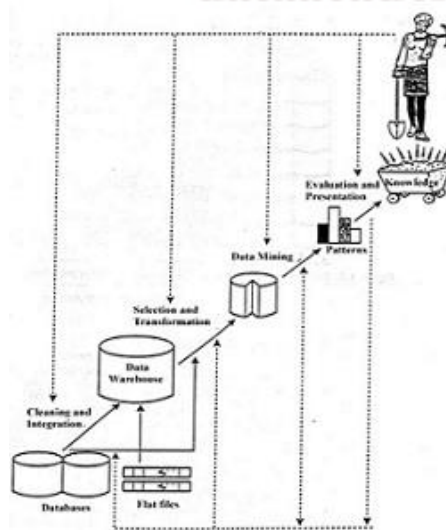 Evaluation and
Presentation
Knowledge
Patterns
Data Mining
Selection and
Transformation
Data
Warehouse
Cleaning and
Integration.
Databases
Flat files